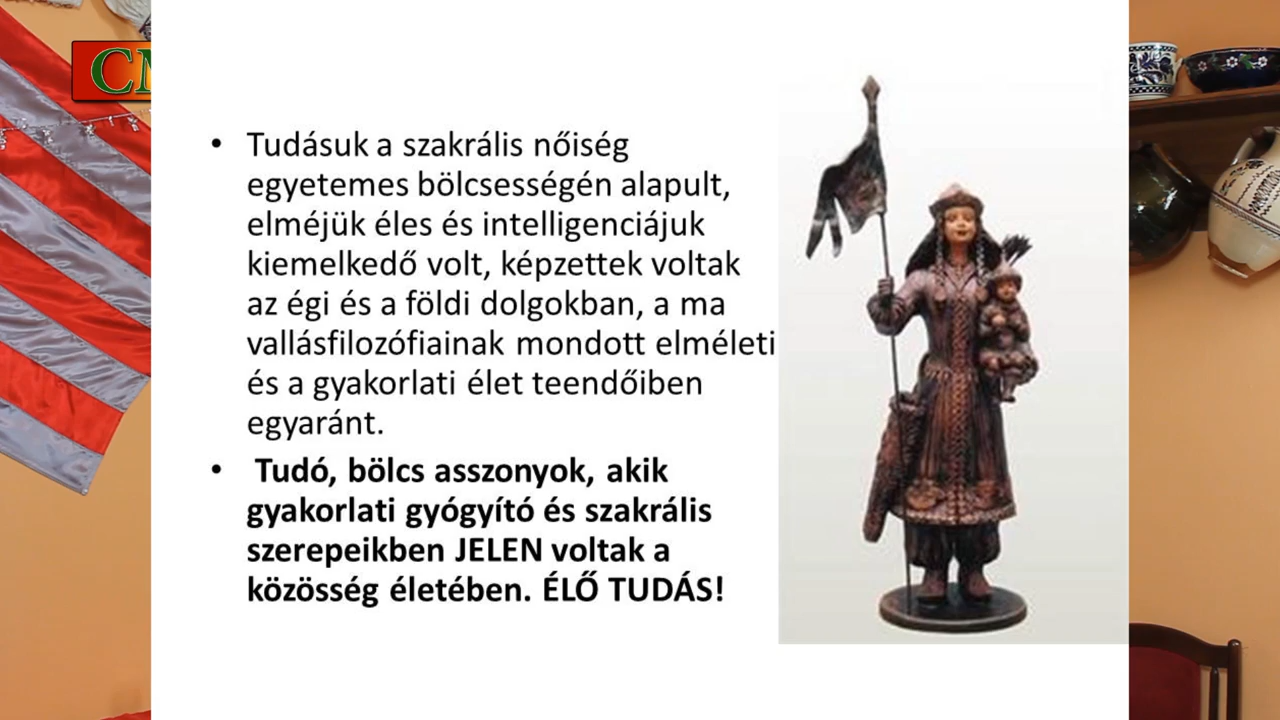 CM
• Tudásuk a szakrális nőiség
egyetemes bölcsességén alapult,
elméjük éles és intelligenciájuk
kiemelkedő volt, képzettek voltak
az égi és a földi dolgokban, a ma
vallásfilozófiainak mondott elméleti
és a gyakorlati élet teendőiben
egyaránt.
• Tudó, bölcs asszonyok, akik
gyakorlati gyógyító és szakrális
szerepeikben JELEN voltak a
közösség életében. ÉLŐ TUDÁS!